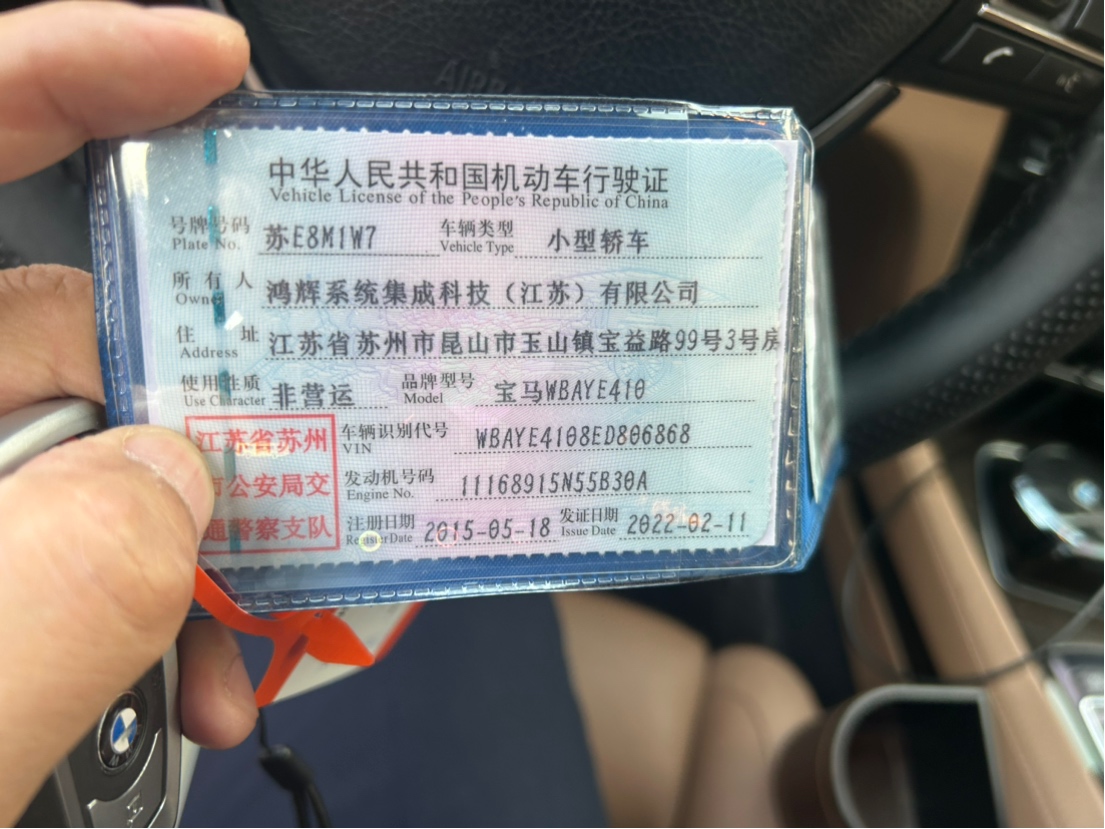 中华人民共和国机动车行驶证
Vehicle License of the People's Republic of China
号牌号码 苏E8M1W7 车辆类型 小型轿车
Plate No. Vehicle Type
所有人 鸿辉系统集成科技（江苏）有限公司
Owner
住址 江苏省苏州市昆山市玉山镇宝益路99号3号房
Address
使用性质 非营运 品牌型号 宝马WBAYE410
Use Character Model
江苏省苏州
市公安局交
通警察支队
车辆识别代号 WBAYE4108ED806868
VIN
发动机号码 11168915N55B30A
Engine No.
注册日期 2015-05-18 发证日期 2022-02-11
Register Date Issue Date